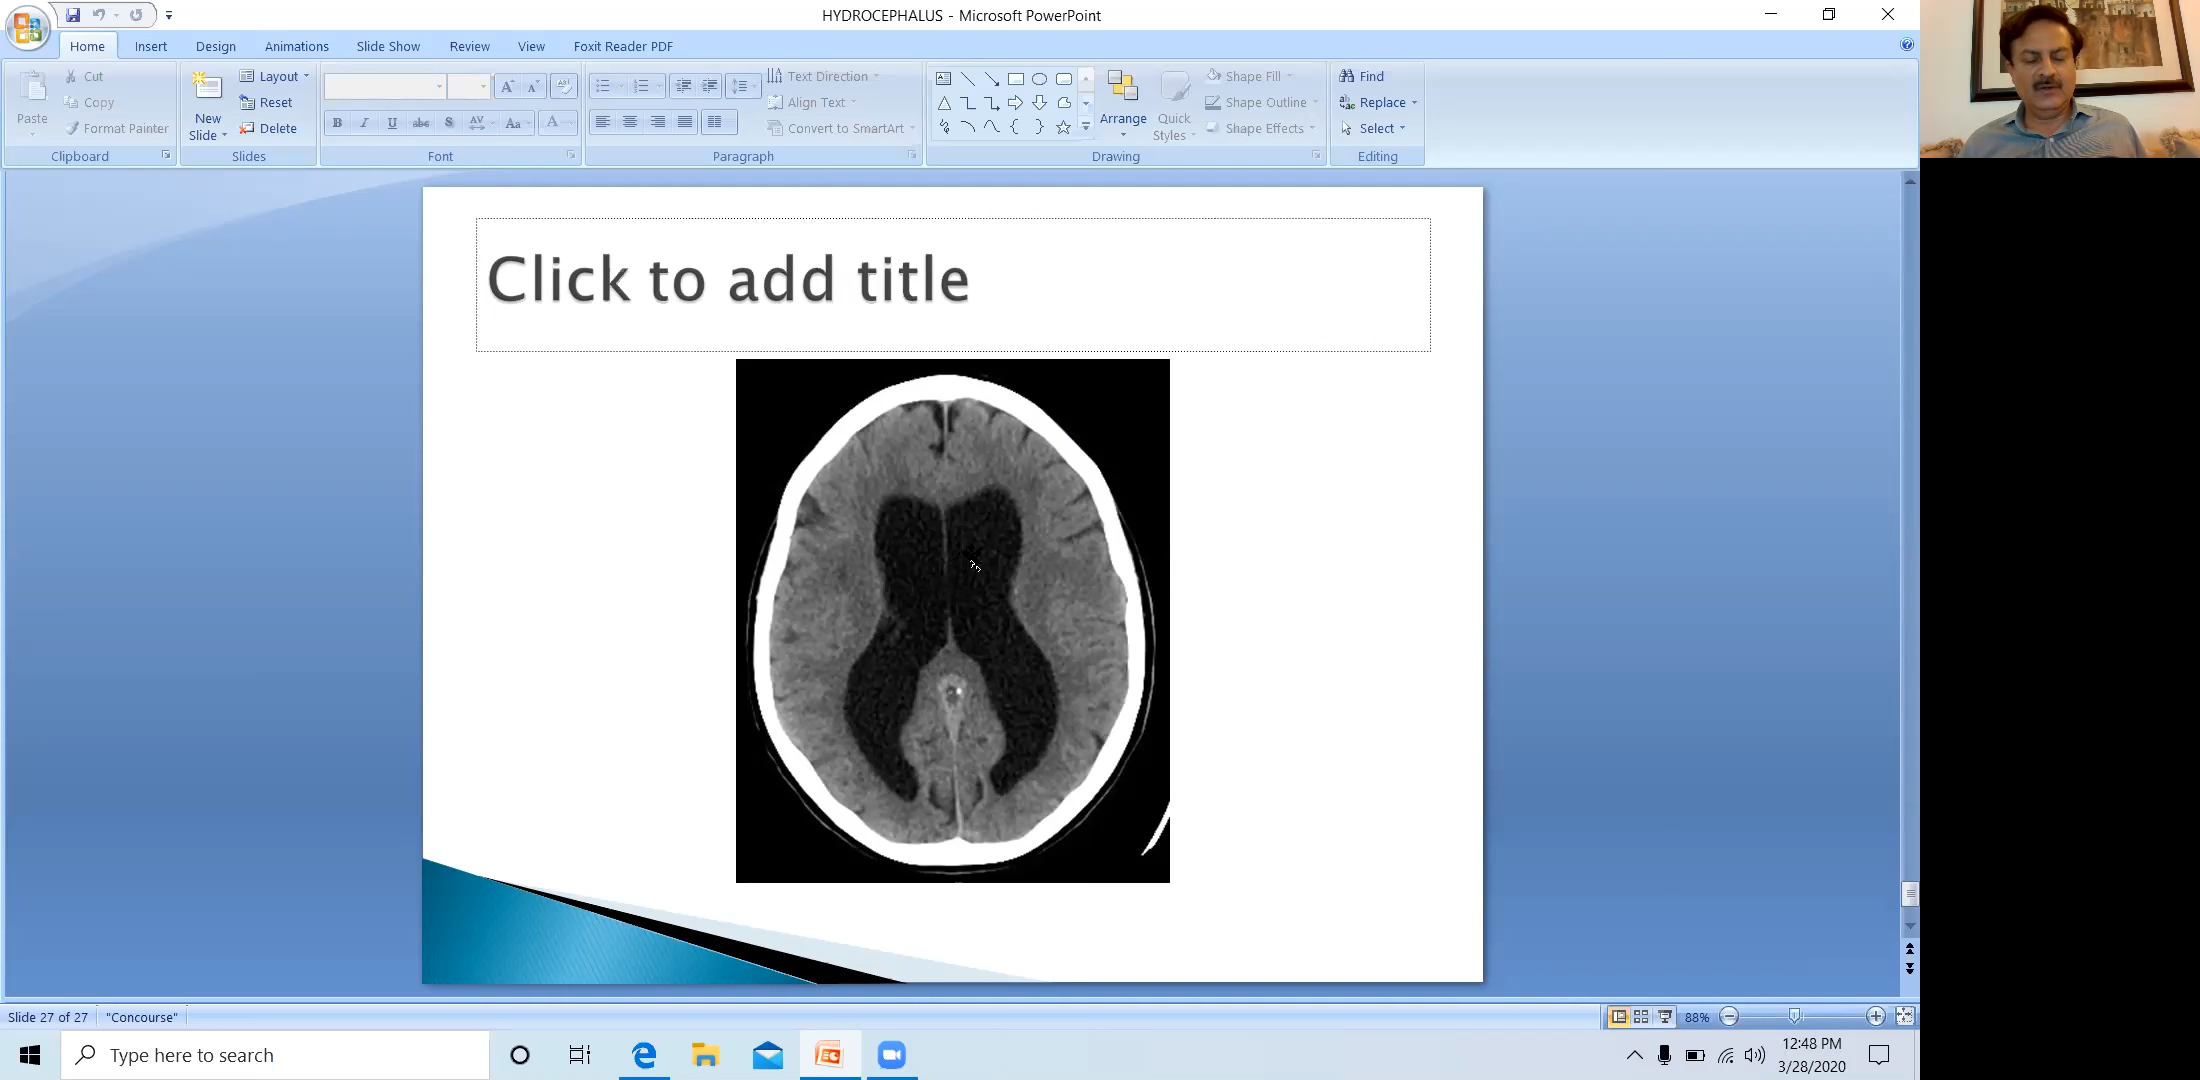 HYDROCEPHALUS - Microsoft PowerPoint
Home Insert Design Animations Slide Show Review View Foxit Reader PDF
Paste
Cut
Copy
Format Painter
Clipboard
New
Slide
Layout
Reset
Delete
Slides
B I U abc S AV Aa A
Font
Text Direction
Align Text
Convert to SmartArt
Paragraph
Arrange
Quick
Styles
Shape Fill
Shape Outline
Shape Effects
Drawing
Find
Replace
Select
Editing
Click to add title
Slide 27 of 27 "Concourse" 88%
Type here to search
12:48 PM
3/28/2020